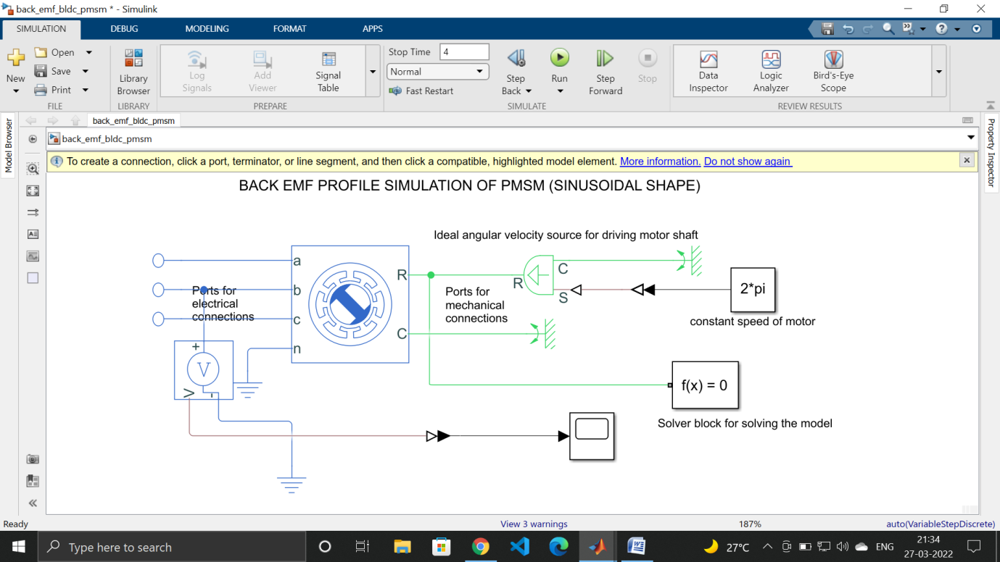 back_emf_bldc_pmsm * - Simulink
SIMULATION DEBUG MODELING FORMAT APPS
New
Open
Save
Print
FILE
Library
Browser
LIBRARY
Log
Signals
Add
Viewer
Signal
Table
PREPARE
Stop Time 4
Normal
Fast Restart
Step
Back
Run
Step
Forward
Stop
SIMULATE
Data
Inspector
Logic
Analyzer
Bird's-Eye
Scope
REVIEW RESULTS
Model Browser
back_emf_bldc_pmsm
back_emf_bldc_pmsm
Property Inspector
To create a connection, click a port, terminator, or line segment, and then click a compatible, highlighted model element. More information. Do not show again
BACK EMF PROFILE SIMULATION OF PMSM (SINUSOIDAL SHAPE)
Ideal angular velocity source for driving motor shaft
a
b
c
n
R
C
Ports for
electrical
connections
Ports for
mechanical
connections
R
C
S
2*pi
constant speed of motor
+
V
V
-
f(x) = 0
Solver block for solving the model
Ready View 3 warnings 187% auto(VariableStepDiscrete)
Type here to search
27°C
ENG
21:34
27-03-2022